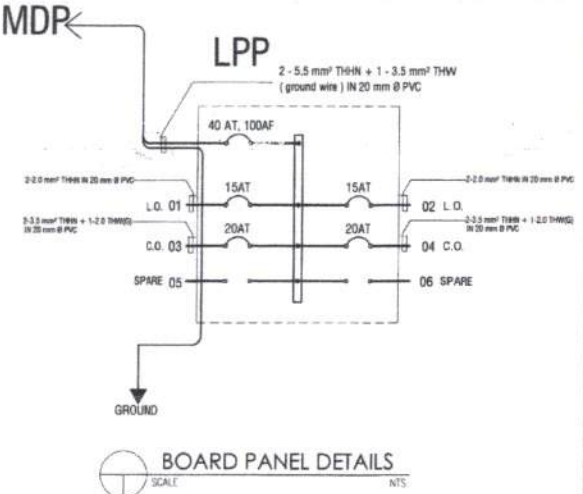 MDP
LPP
2 - 5.5 mm² THHN + 1 - 3.5 mm² THW
( ground wire ) IN 20 mm Ø PVC
40 AT, 100AF
2-2.0 mm² THHN IN 20 mm Ø PVC
15AT
15AT
2-2.0 mm² THHN IN 20 mm Ø PVC
L.O. 01
02 L.O.
2-3.5 mm² THHN + 1-2.0 THW(G)
IN 20 mm Ø PVC
20AT
20AT
2-3.5 mm² THHN + 1-2.0 THW(G)
IN 20 mm Ø PVC
C.O. 03
04 C.O.
SPARE 05
06 SPARE
GROUND
BOARD PANEL DETAILS
SCALE
NTS